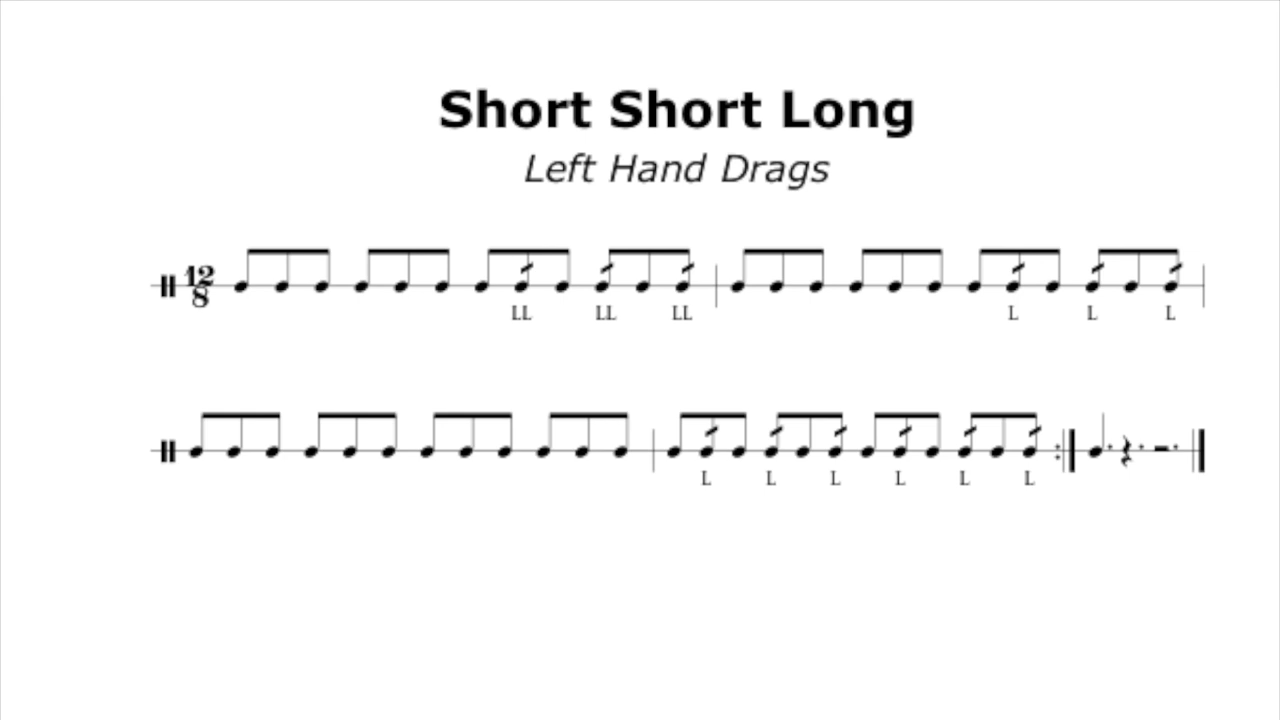 Short Short Long
Left Hand Drags
12
8
LL LL LL L L L
L L L L L L